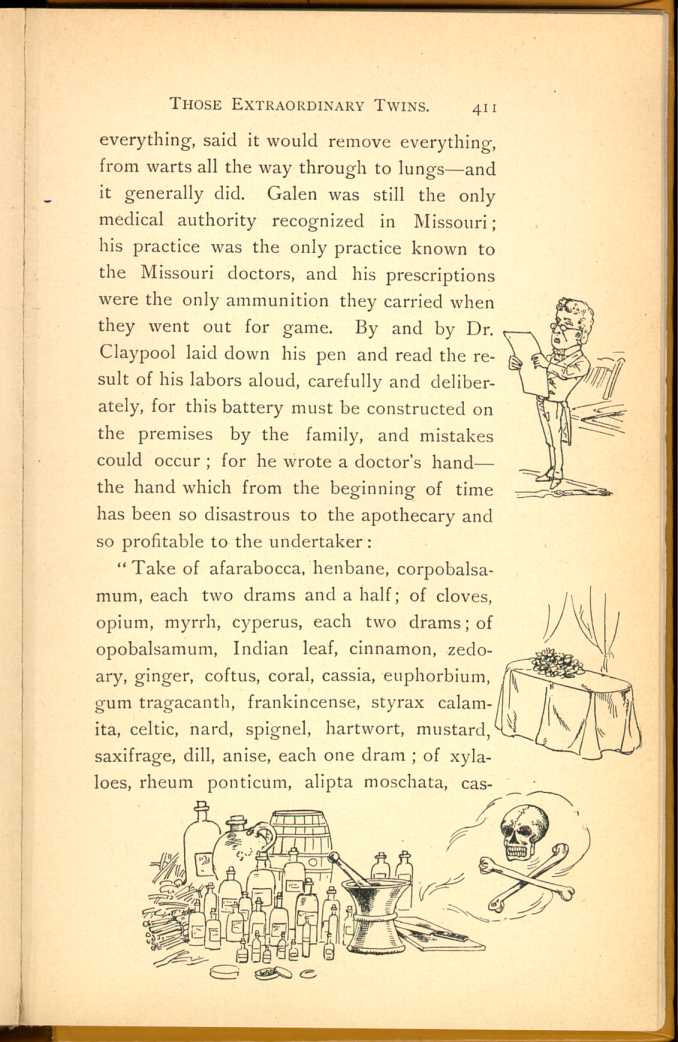 THOSE EXTRAORDINARY TWINS. 411
everything, said it would remove everything,
from warts all the way through to lungs—and
it generally did. Galen was still the only
medical authority recognized in Missouri;
his practice was the only practice known to
the Missouri doctors, and his prescriptions
were the only ammunition they carried when
they went out for game. By and by Dr.
Claypool laid down his pen and read the re-
sult of his labors aloud, carefully and deliber-
ately, for this battery must be constructed on
the premises by the family, and mistakes
could occur; for he wrote a doctor's hand—
the hand which from the beginning of time
has been so disastrous to the apothecary and
so profitable to the undertaker:
"Take of afarabocca, henbane, corpobalsa-
mum, each two drams and a half; of cloves,
opium, myrrh, cyperus, each two drams; of
opobalsamum, Indian leaf, cinnamon, zedo-
ary, ginger, coftus, coral, cassia, euphorbium,
gum tragacanth, frankincense, styrax calam-
ita, celtic, nard, spignel, hartwort, mustard,
saxifrage, dill, anise, each one dram; of xyla-
loes, rheum ponticum, alipta moschata, cas-